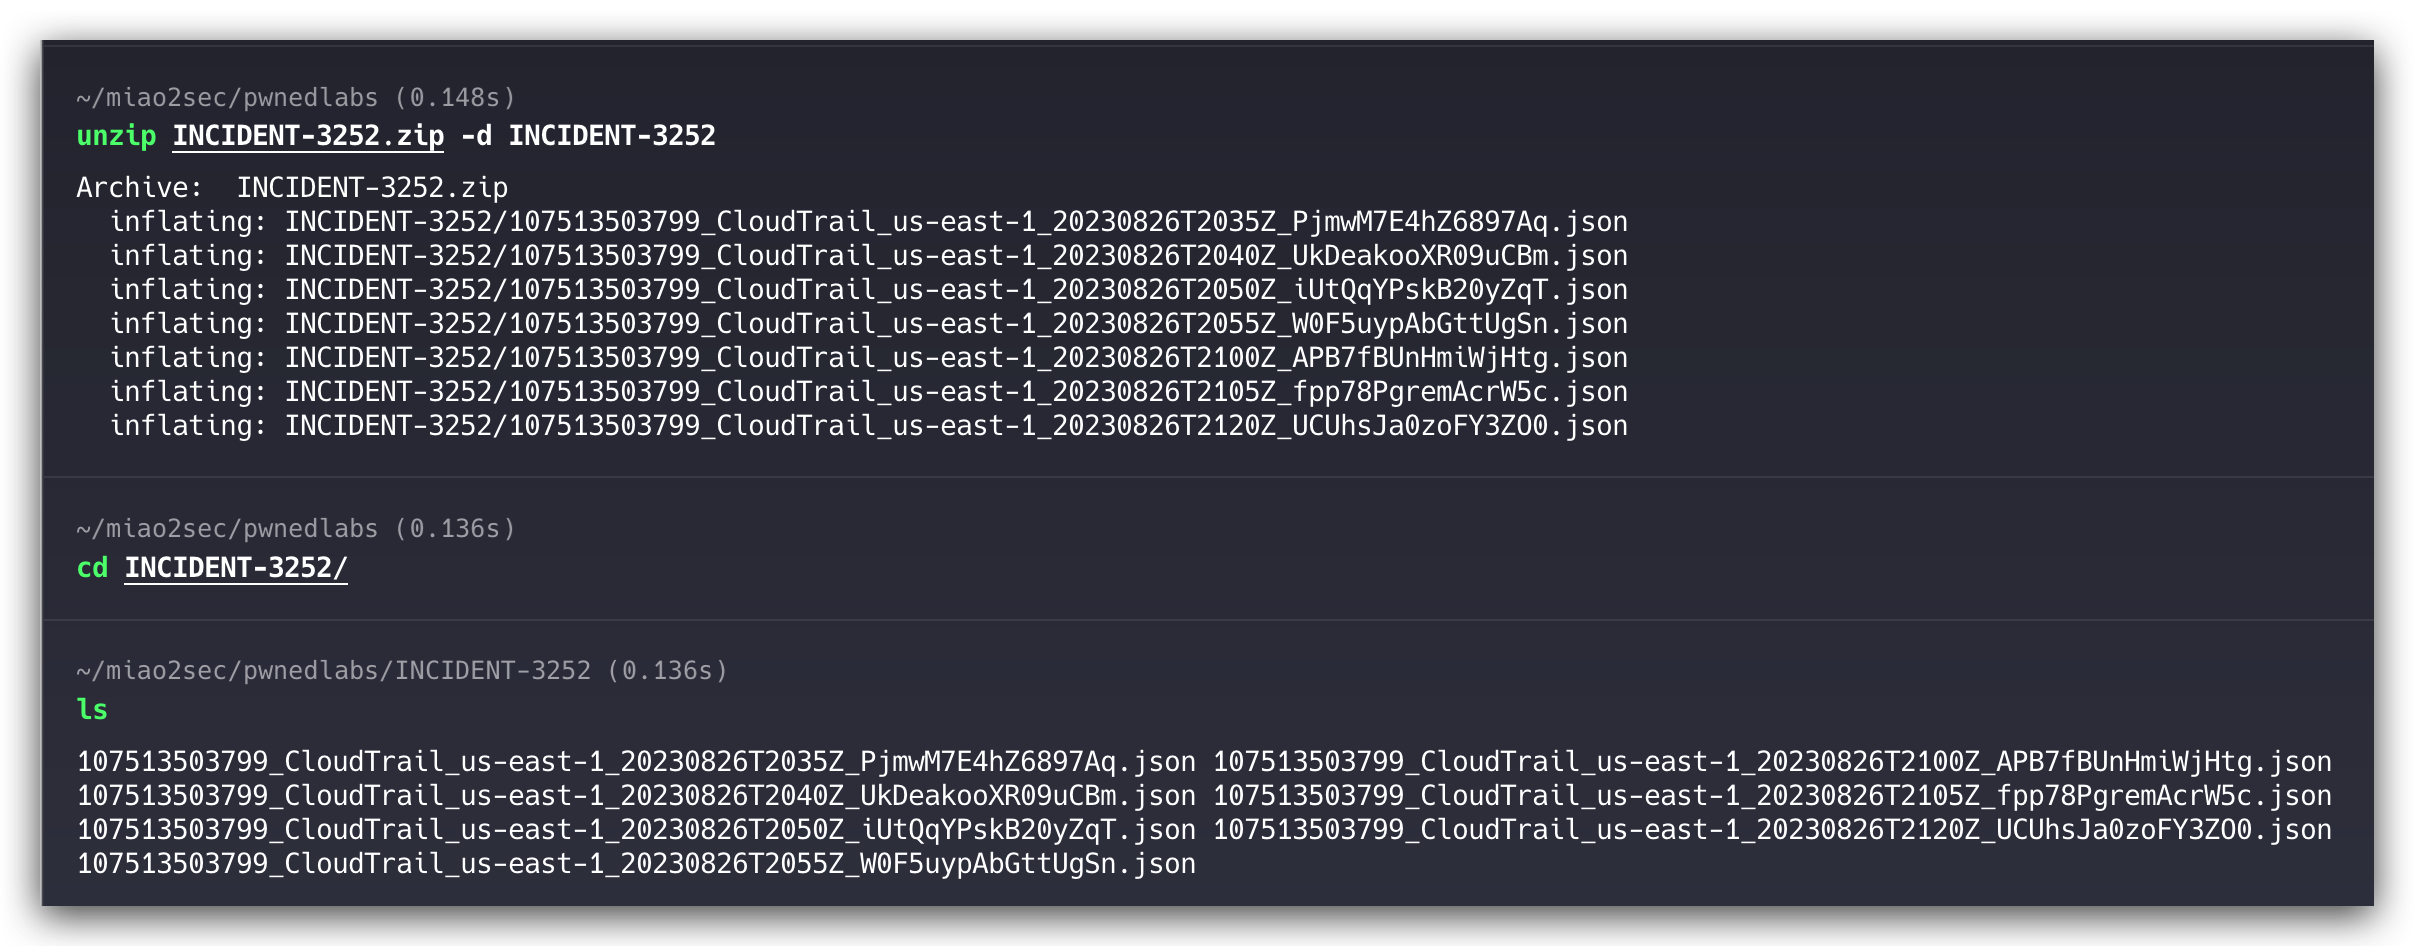 ~/miao2sec/pwnedlabs (0.148s)
unzip INCIDENT-3252.zip -d INCIDENT-3252
Archive:  INCIDENT-3252.zip
  inflating: INCIDENT-3252/107513503799_CloudTrail_us-east-1_20230826T2035Z_PjmwM7E4hZ6897Aq.json
  inflating: INCIDENT-3252/107513503799_CloudTrail_us-east-1_20230826T2040Z_UkDeakooXR09uCBm.json
  inflating: INCIDENT-3252/107513503799_CloudTrail_us-east-1_20230826T2050Z_iUtQqYPskB20yZqT.json
  inflating: INCIDENT-3252/107513503799_CloudTrail_us-east-1_20230826T2055Z_W0F5uypAbGttUgSn.json
  inflating: INCIDENT-3252/107513503799_CloudTrail_us-east-1_20230826T2100Z_APB7fBUnHmiWjHtg.json
  inflating: INCIDENT-3252/107513503799_CloudTrail_us-east-1_20230826T2105Z_fpp78PgremAcrW5c.json
  inflating: INCIDENT-3252/107513503799_CloudTrail_us-east-1_20230826T2120Z_UCUhsJa0zoFY3ZO0.json
~/miao2sec/pwnedlabs (0.136s)
cd INCIDENT-3252/
~/miao2sec/pwnedlabs/INCIDENT-3252 (0.136s)
ls
107513503799_CloudTrail_us-east-1_20230826T2035Z_PjmwM7E4hZ6897Aq.json 107513503799_CloudTrail_us-east-1_20230826T2100Z_APB7fBUnHmiWjHtg.json
107513503799_CloudTrail_us-east-1_20230826T2040Z_UkDeakooXR09uCBm.json 107513503799_CloudTrail_us-east-1_20230826T2105Z_fpp78PgremAcrW5c.json
107513503799_CloudTrail_us-east-1_20230826T2050Z_iUtQqYPskB20yZqT.json 107513503799_CloudTrail_us-east-1_20230826T2120Z_UCUhsJa0zoFY3ZO0.json
107513503799_CloudTrail_us-east-1_20230826T2055Z_W0F5uypAbGttUgSn.json